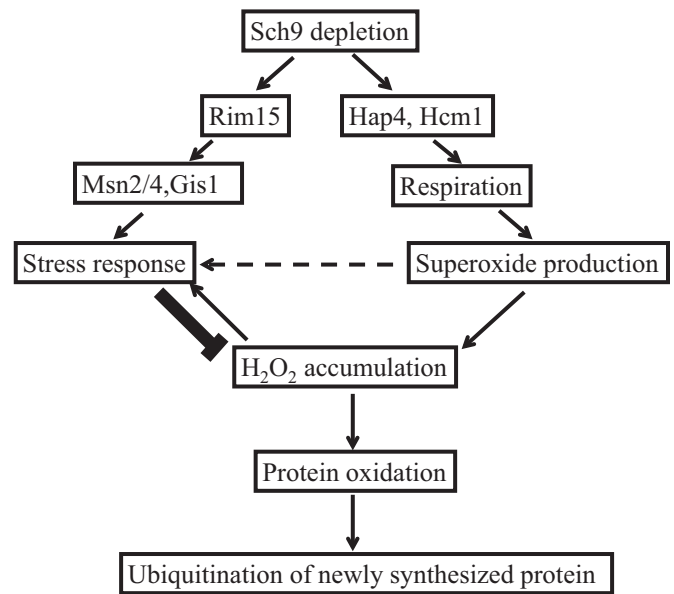 Sch9 depletion
Rim15
Hap4, Hcm1
Msn2/4,Gis1
Respiration
Stress response
Superoxide production
H₂O₂ accumulation
Protein oxidation
Ubiquitination of newly synthesized protein